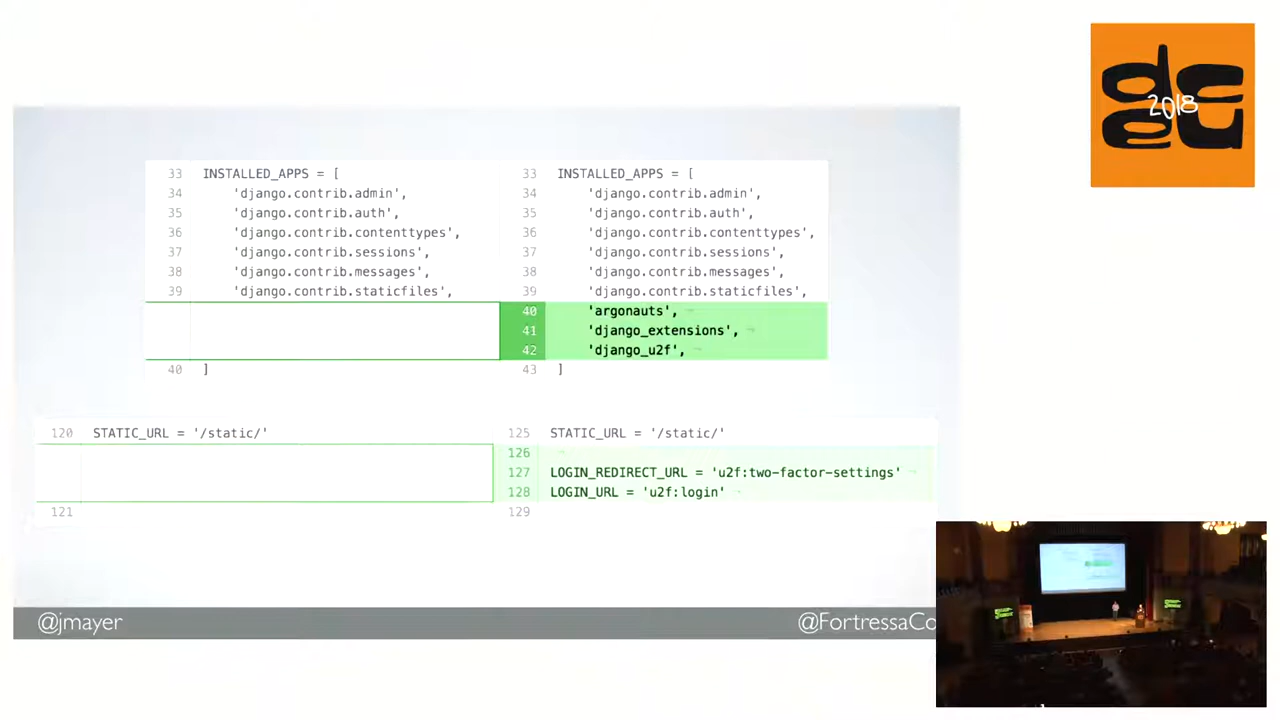 dc
2018
eu
33 INSTALLED_APPS = [
34 'django.contrib.admin',
35 'django.contrib.auth',
36 'django.contrib.contenttypes',
37 'django.contrib.sessions',
38 'django.contrib.messages',
39 'django.contrib.staticfiles',
40 ]
33 INSTALLED_APPS = [
34 'django.contrib.admin',
35 'django.contrib.auth',
36 'django.contrib.contenttypes',
37 'django.contrib.sessions',
38 'django.contrib.messages',
39 'django.contrib.staticfiles',
40 'argonauts',
41 'django_extensions',
42 'django_u2f',
43 ]
120 STATIC_URL = '/static/'
121
125 STATIC_URL = '/static/'
126
127 LOGIN_REDIRECT_URL = 'u2f:two-factor-settings'
128 LOGIN_URL = 'u2f:login'
129
@jmayer
@FortressaCo